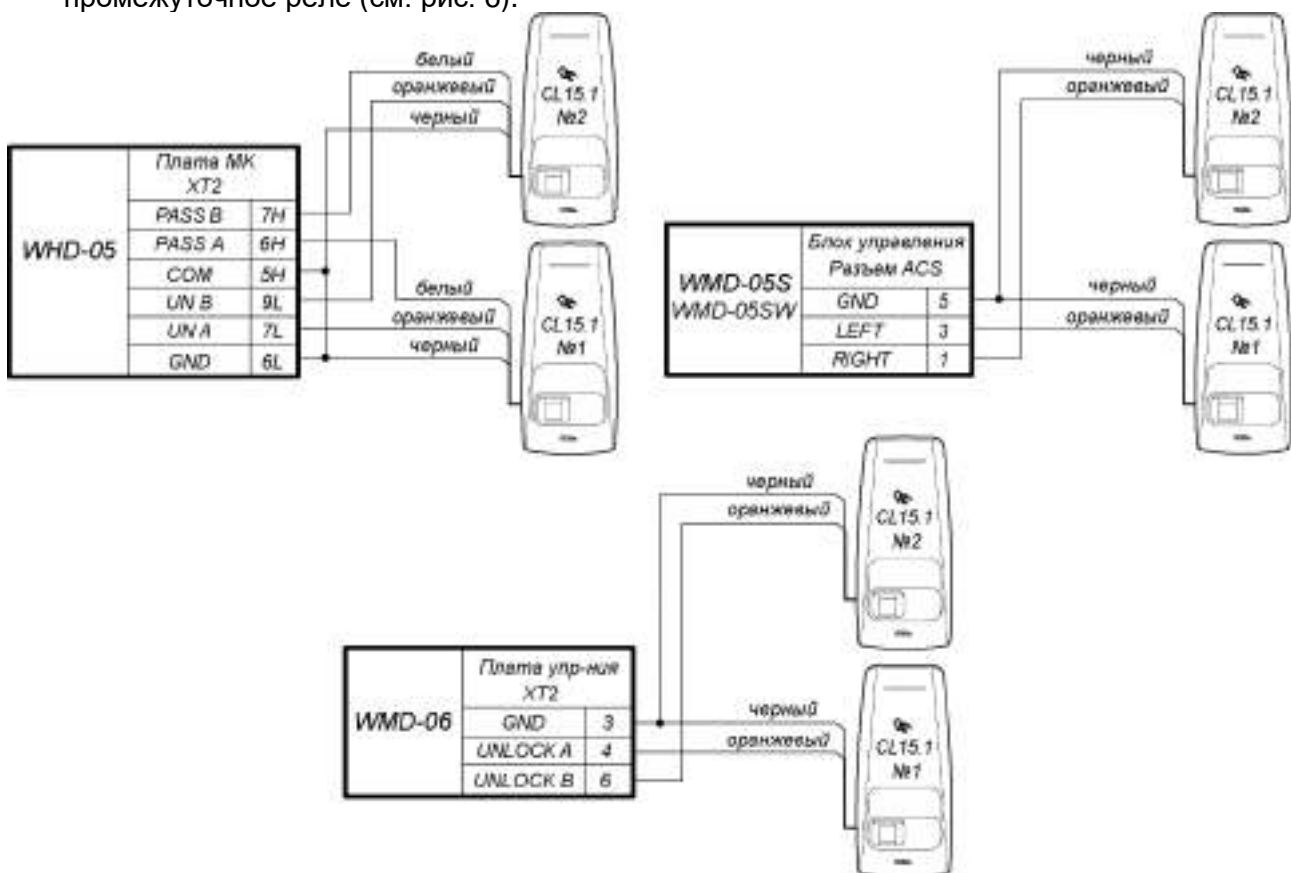 промежуточное реле (см. рис. 6).
белый
оранжевый
черный
CL15.1
№2
WHD-05
Плата МК
XT2
PASS B 7H
PASS A 6H
COM 5H
UN B 9L
UN A 7L
GND 6L
белый
оранжевый
черный
CL15.1
№1
черный
оранжевый
CL15.1
№2
WMD-05S
WMD-05SW
Блок управления
Разъем ACS
GND 5
LEFT 3
RIGHT 1
черный
оранжевый
CL15.1
№1
черный
оранжевый
CL15.1
№2
WMD-06
Плата упр-ния
XT2
GND 3
UNLOCK A 4
UNLOCK B 6
черный
оранжевый
CL15.1
№1